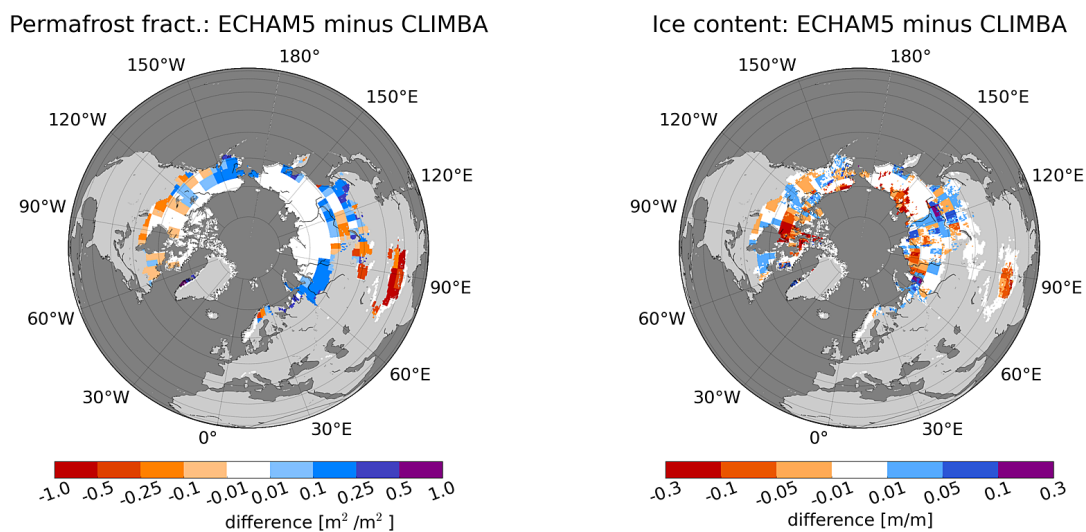 Permafrost fract.: ECHAM5 minus CLIMBA
180°
150°W
150°E
120°W
120°E
90°W
90°E
60°W
60°E
30°W
30°E
0°
-1.0 -0.5 -0.25 -0.1 -0.01 0.01 0.1 0.25 0.5 1.0
difference [m² /m² ]
Ice content: ECHAM5 minus CLIMBA
180°
150°W
150°E
120°W
120°E
90°W
90°E
60°W
60°E
30°W
30°E
0°
-0.3 -0.1 -0.05 -0.01 0.01 0.05 0.1 0.3
difference [m/m]